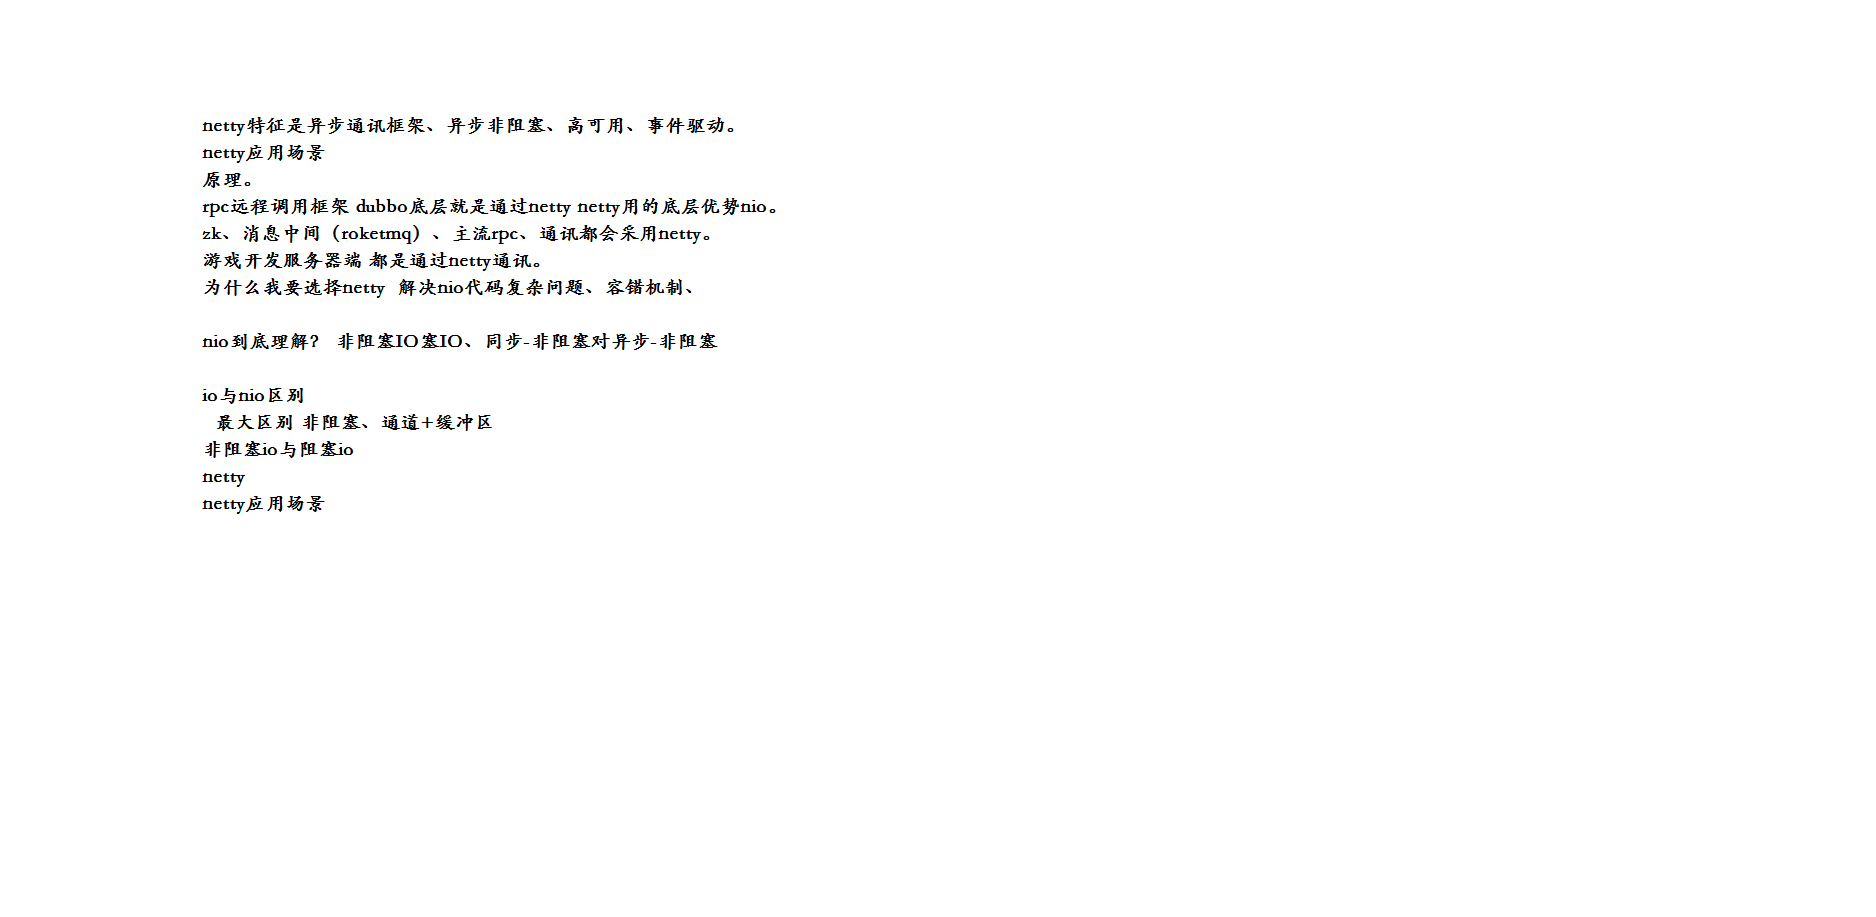 netty特征是异步通讯框架、异步非阻塞、高可用、事件驱动。
netty应用场景
原理。
rpc远程调用框架 dubbo底层就是通过netty netty用的底层优势nio。
zk、消息中间（roketmq）、主流rpc、通讯都会采用netty。
游戏开发服务器端 都是通过netty通讯。
为什么我要选择netty  解决nio代码复杂问题、容错机制、
nio到底理解？  非阻塞IO塞IO、同步-非阻塞对异步-非阻塞
io与nio区别
最大区别 非阻塞、通道+缓冲区
非阻塞io与阻塞io
netty
netty应用场景